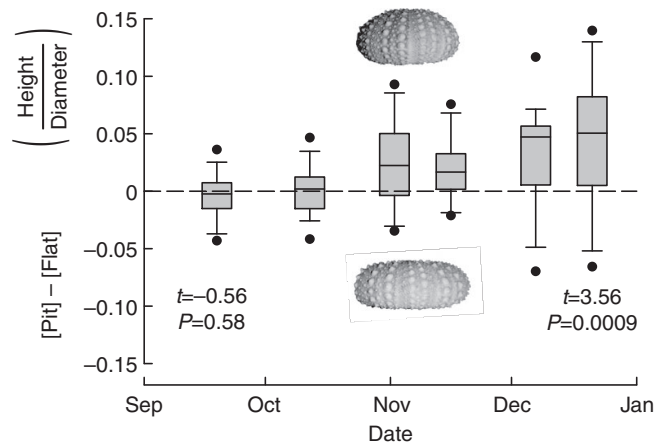 0.15
0.10
0.05
0
–0.05
–0.10
–0.15
( Height / Diameter )
[Pit] – [Flat]
t=–0.56
P=0.58
t=3.56
P=0.0009
Sep Oct Nov Dec Jan
Date